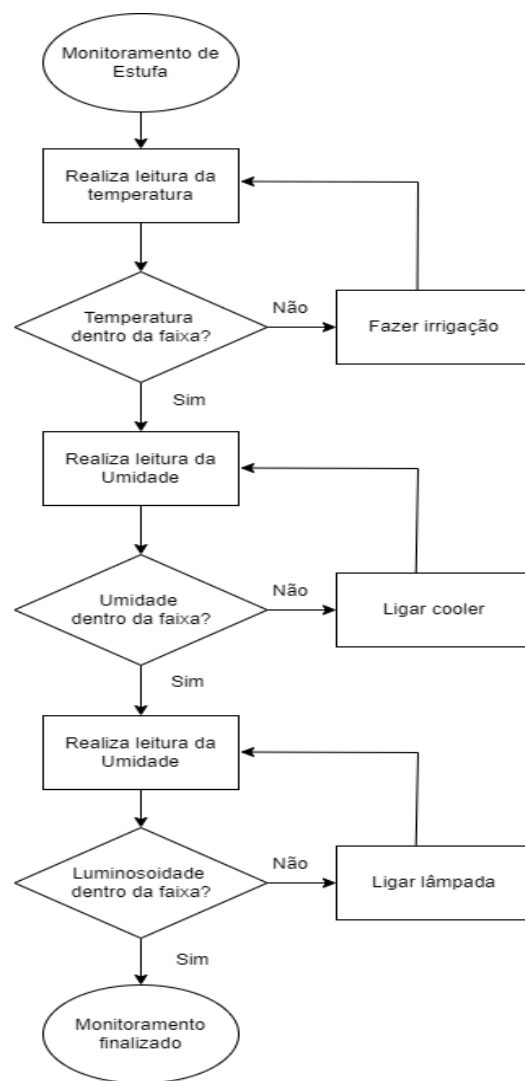 Monitoramento de
Estufa
Realiza leitura da
temperatura
Temperatura
dentro da faixa?
Não
Fazer irrigação
Sim
Realiza leitura da
Umidade
Umidade
dentro da faixa?
Não
Ligar cooler
Sim
Realiza leitura da
Umidade
Luminosoidade
dentro da faixa?
Não
Ligar lâmpada
Sim
Monitoramento
finalizado